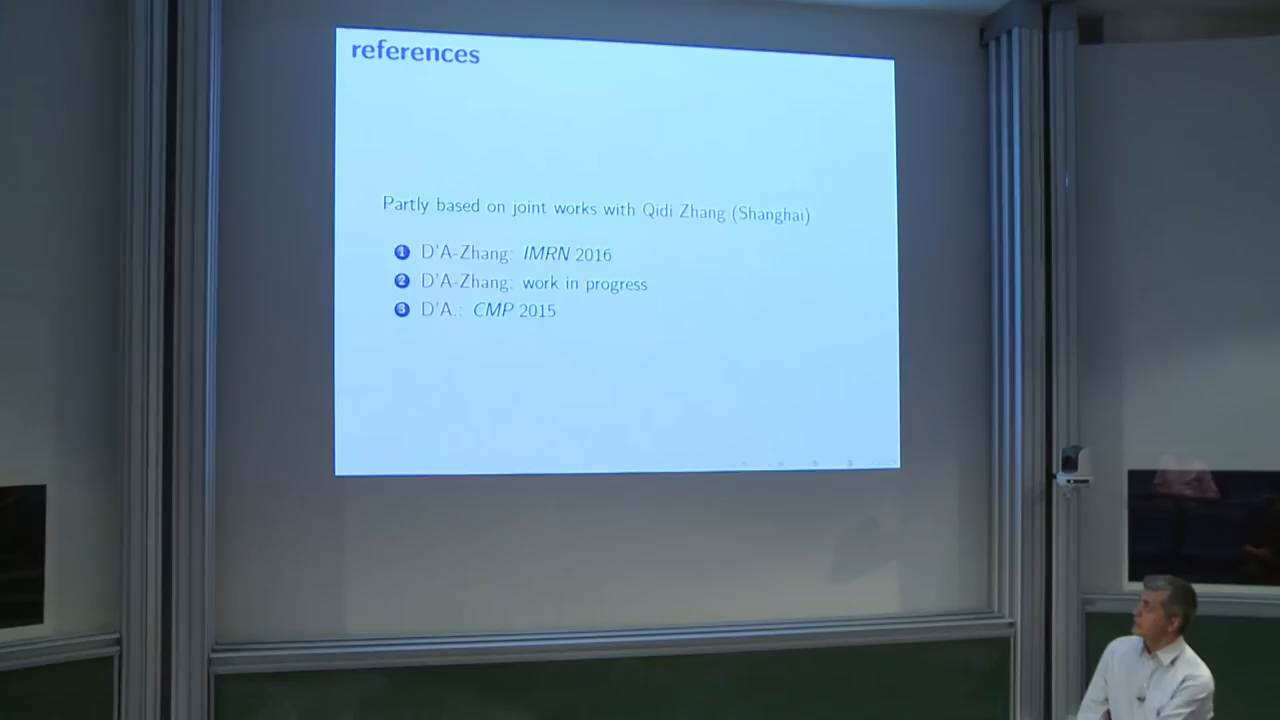 references
Partly based on joint works with Qidi Zhang (Shanghai)
1 D'A-Zhang: IMRN 2016
2 D'A-Zhang: work in progress
3 D'A.: CMP 2015